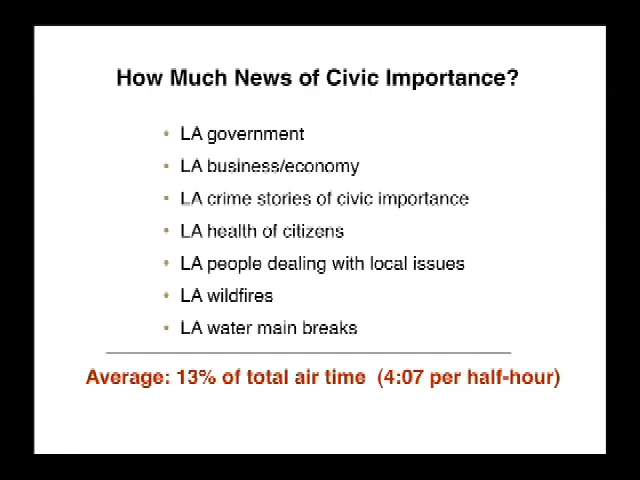 How Much News of Civic Importance?
• LA government
• LA business/economy
• LA crime stories of civic importance
• LA health of citizens
• LA people dealing with local issues
• LA wildfires
• LA water main breaks
Average: 13% of total air time (4:07 per half-hour)